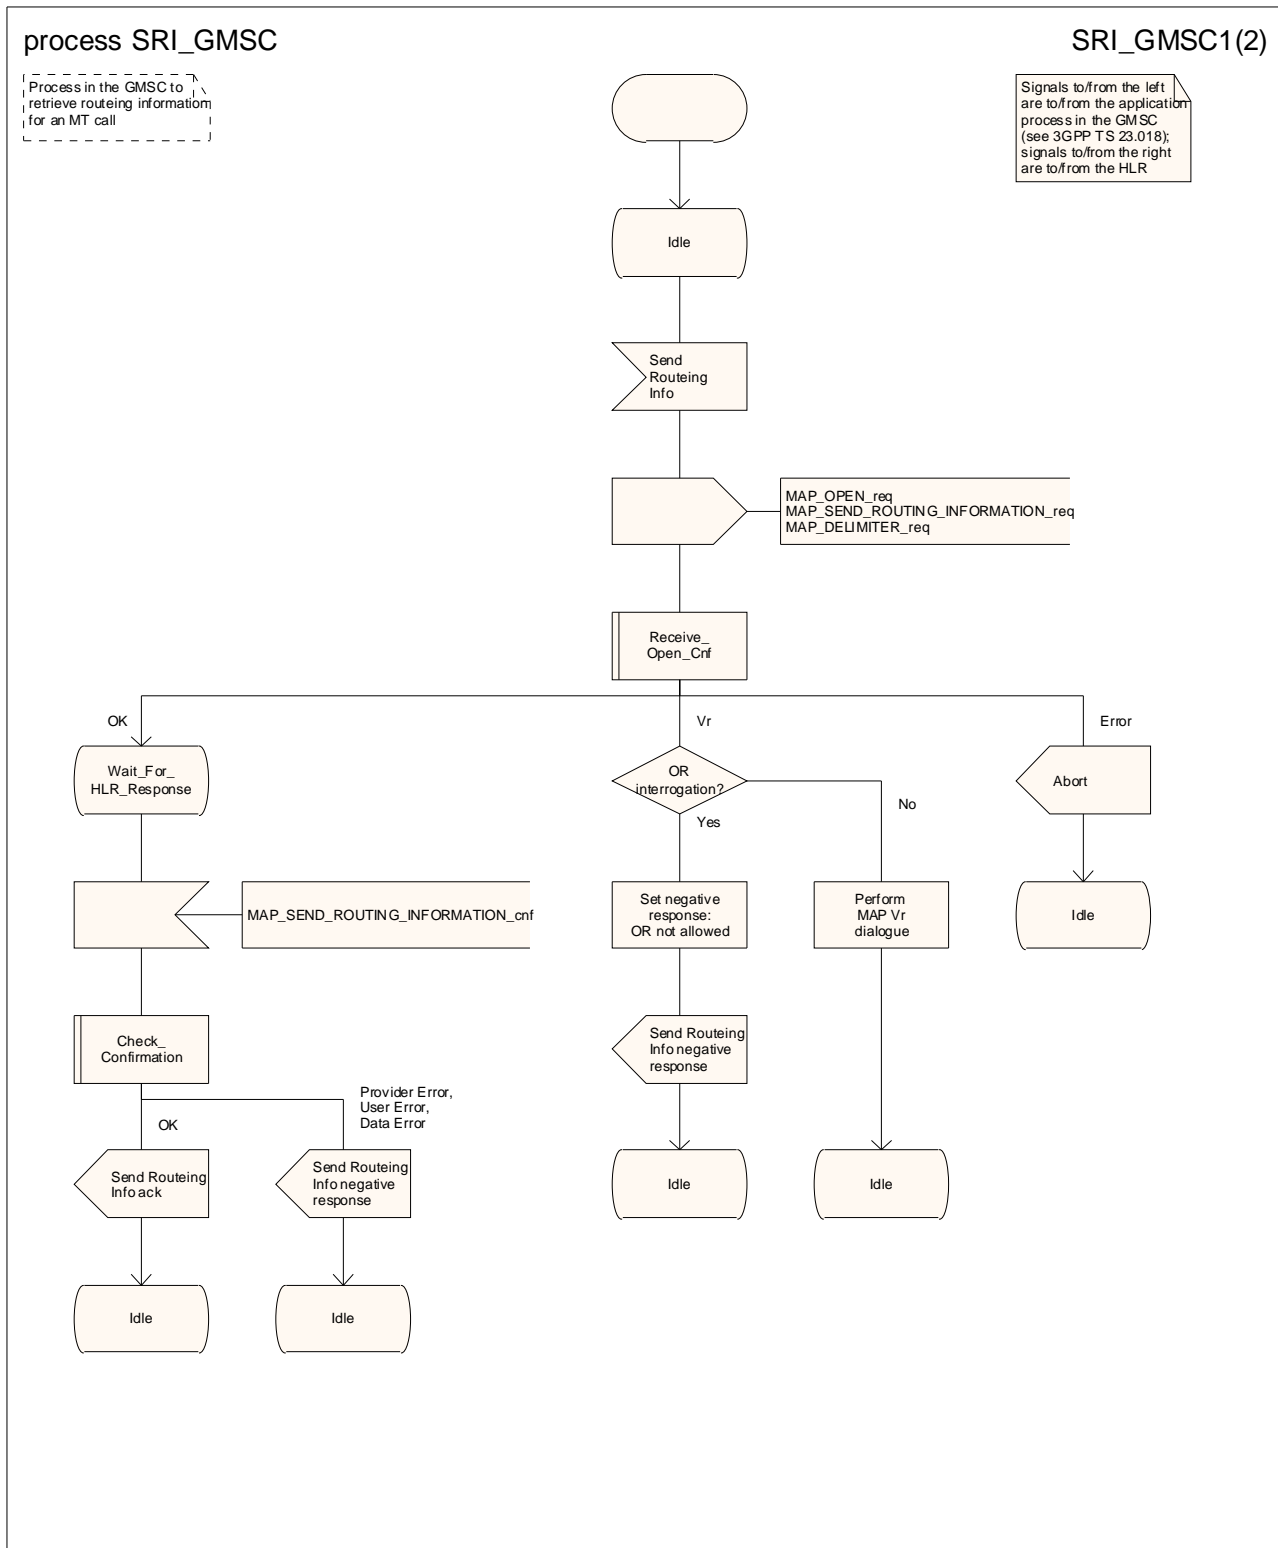 process SRI_GMSC
SRI_GMSC1(2)
Process in the GMSC to
retrieve routeing information
for an MT call
Signals to/from the left
are to/from the application
process in the GMSC
(see 3GPP TS 23.018);
signals to/from the right
are to/from the HLR
Idle
Send
Routeing
Info
MAP_OPEN_req
MAP_SEND_ROUTING_INFORMATION_req
MAP_DELIMITER_req
Receive_
Open_Cnf
OK
Vr
Error
Wait_For_
HLR_Response
OR
interrogation?
Abort
No
Yes
MAP_SEND_ROUTING_INFORMATION_cnf
Set negative
response:
OR not allowed
Perform
MAP Vr
dialogue
Idle
Check_
Confirmation
Send Routeing
Info negative
response
Provider Error,
User Error,
Data Error
OK
Send Routeing
Info ack
Send Routeing
Info negative
response
Idle
Idle
Idle
Idle